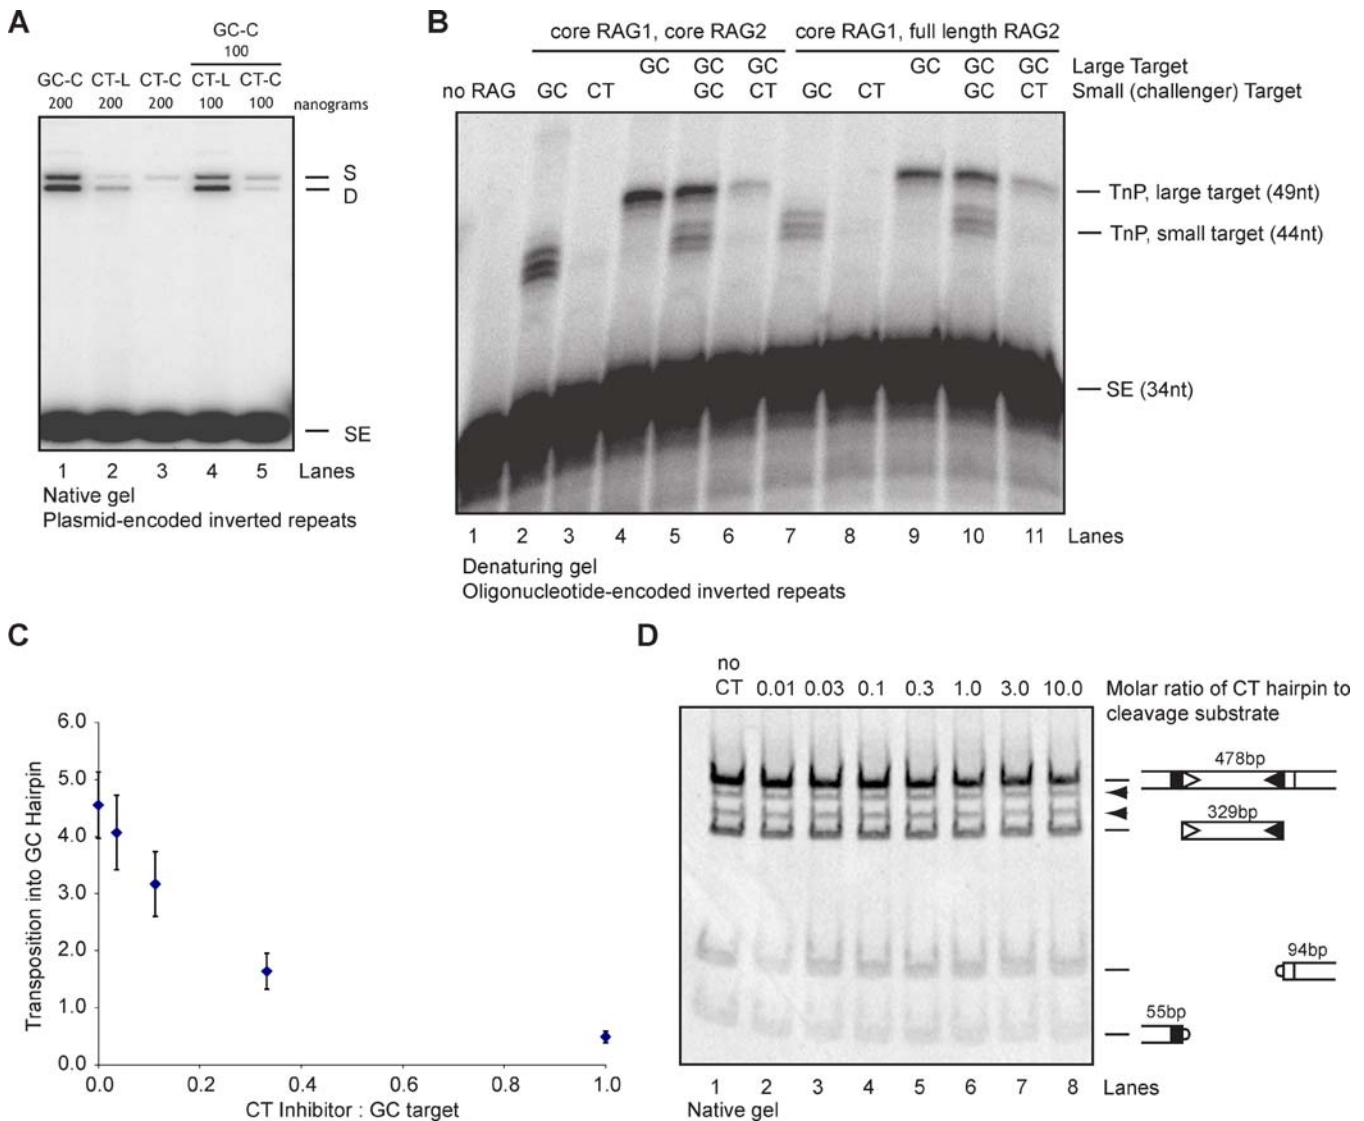 A
GC-C
100
GC-C CT-L CT-C CT-L CT-C
200 200 200 100 100 nanograms
S
D
SE
1 2 3 4 5 Lanes
Native gel
Plasmid-encoded inverted repeats
B
core RAG1, core RAG2 core RAG1, full length RAG2
GC GC GC GC GC GC Large Target
no RAG GC CT GC CT GC CT GC CT Small (challenger) Target
TnP, large target (49nt)
TnP, small target (44nt)
SE (34nt)
1 2 3 4 5 6 7 8 9 10 11 Lanes
Denaturing gel
Oligonucleotide-encoded inverted repeats
C
Transposition into GC Hairpin
6.0
5.0
4.0
3.0
2.0
1.0
0.0
0.0 0.2 0.4 0.6 0.8 1.0
CT Inhibitor : GC target
D
no
CT 0.01 0.03 0.1 0.3 1.0 3.0 10.0 Molar ratio of CT hairpin to
cleavage substrate
478bp
329bp
94bp
55bp
1 2 3 4 5 6 7 8 Lanes
Native gel